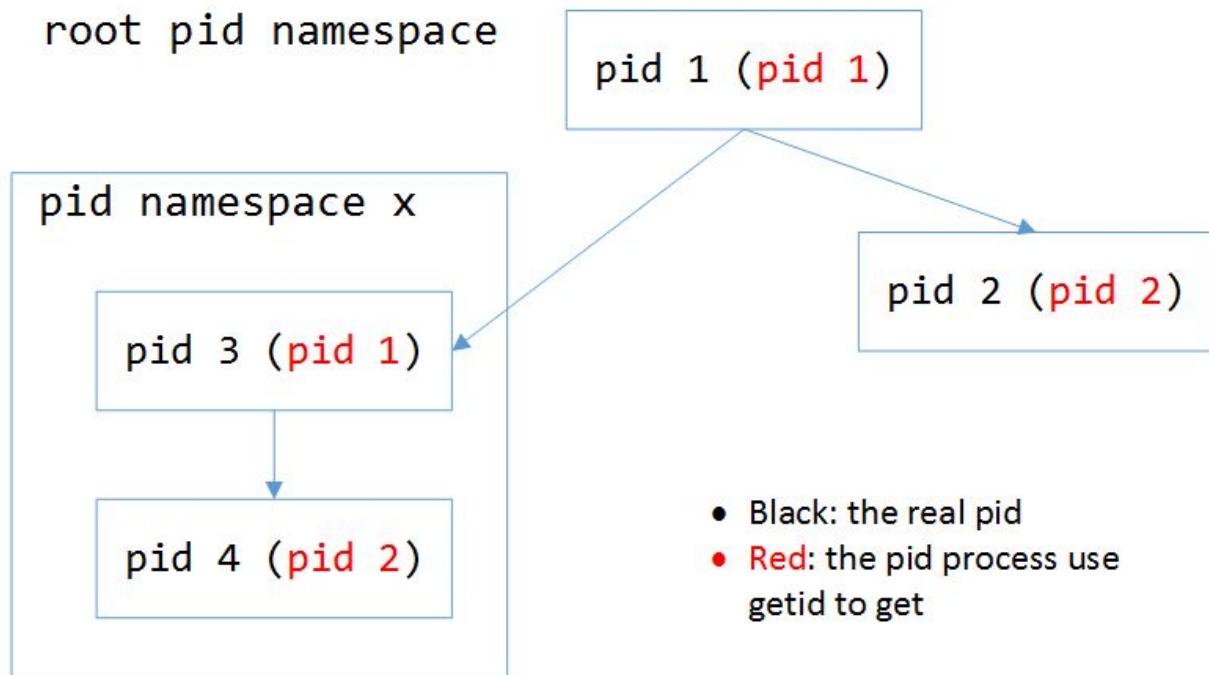 root pid namespace
pid 1 (pid 1)
pid namespace x
pid 2 (pid 2)
pid 3 (pid 1)
pid 4 (pid 2)
• Black: the real pid
• Red: the pid process use
getid to get